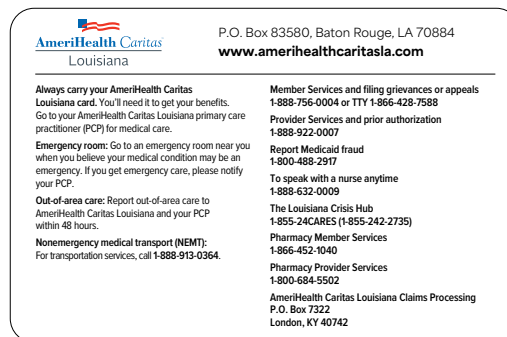 AmeriHealth Caritas
Louisiana
P.O. Box 83580, Baton Rouge, LA 70884
www.amerihealthcaritasla.com
Always carry your AmeriHealth Caritas
Louisiana card. You'll need it to get your benefits.
Go to your AmeriHealth Caritas Louisiana primary care
practitioner (PCP) for medical care.
Emergency room: Go to an emergency room near you
when you believe your medical condition may be an
emergency. If you get emergency care, please notify
your PCP.
Out-of-area care: Report out-of-area care to
AmeriHealth Caritas Louisiana and your PCP
within 48 hours.
Nonemergency medical transport (NEMT):
For transportation services, call 1-888-913-0364.
Member Services and filing grievances or appeals
1-888-756-0004 or TTY 1-866-428-7588
Provider Services and prior authorization
1-888-922-0007
Report Medicaid fraud
1-800-488-2917
To speak with a nurse anytime
1-888-632-0009
The Louisiana Crisis Hub
1-855-24CARES (1-855-242-2735)
Pharmacy Member Services
1-866-452-1040
Pharmacy Provider Services
1-800-684-5502
AmeriHealth Caritas Louisiana Claims Processing
P.O. Box 7322
London, KY 40742